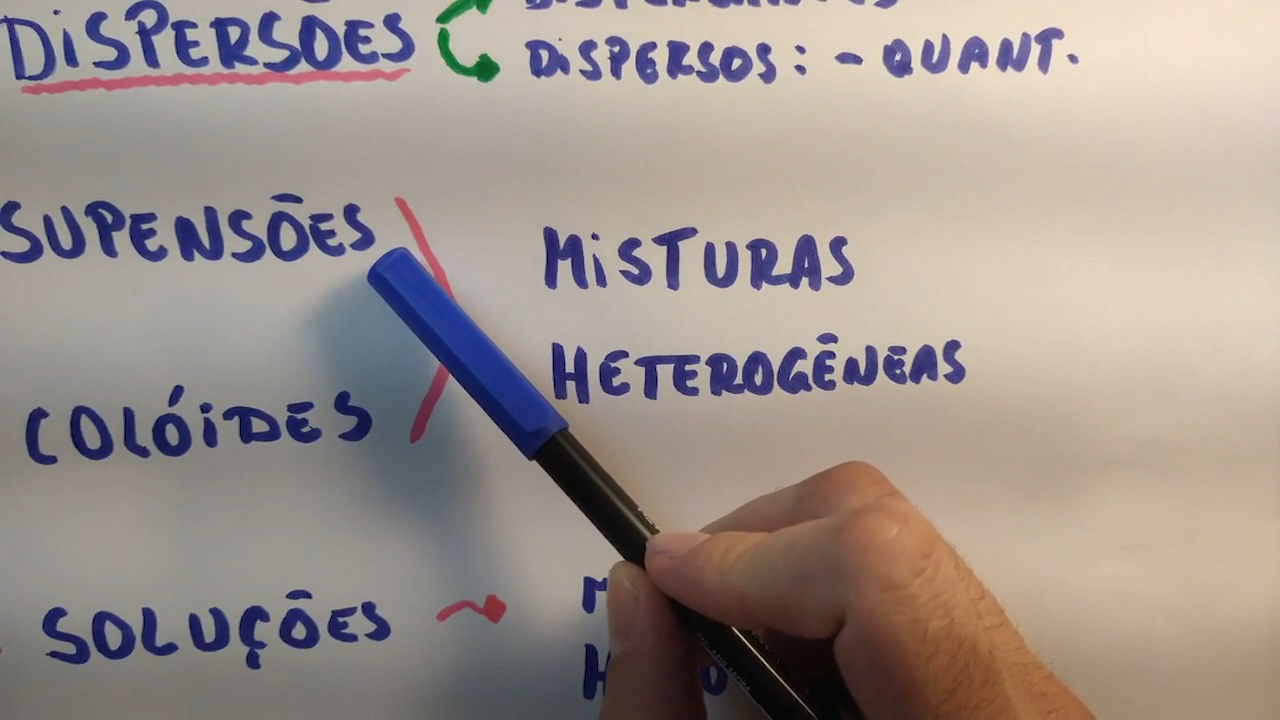 DISPERSÕES
DISPERSOS: - QUANT.
SUPENSÕES
MISTURAS
HETEROGÊNEAS
COLÓIDES
SOLUÇÕES